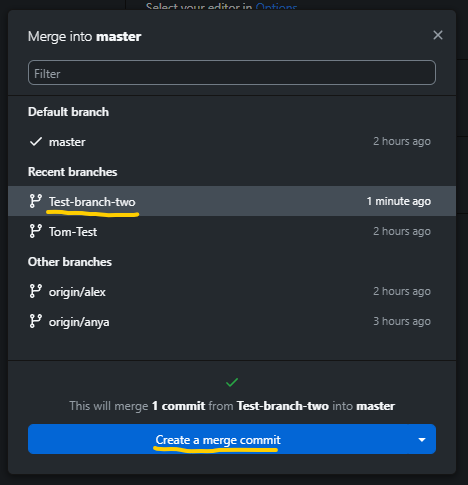 Select your editor in Options
Merge into master
Filter
Default branch
master 2 hours ago
Recent branches
Test-branch-two 1 minute ago
Tom-Test 2 hours ago
Other branches
origin/alex 2 hours ago
origin/anya 3 hours ago
This will merge 1 commit from Test-branch-two into master
Create a merge commit